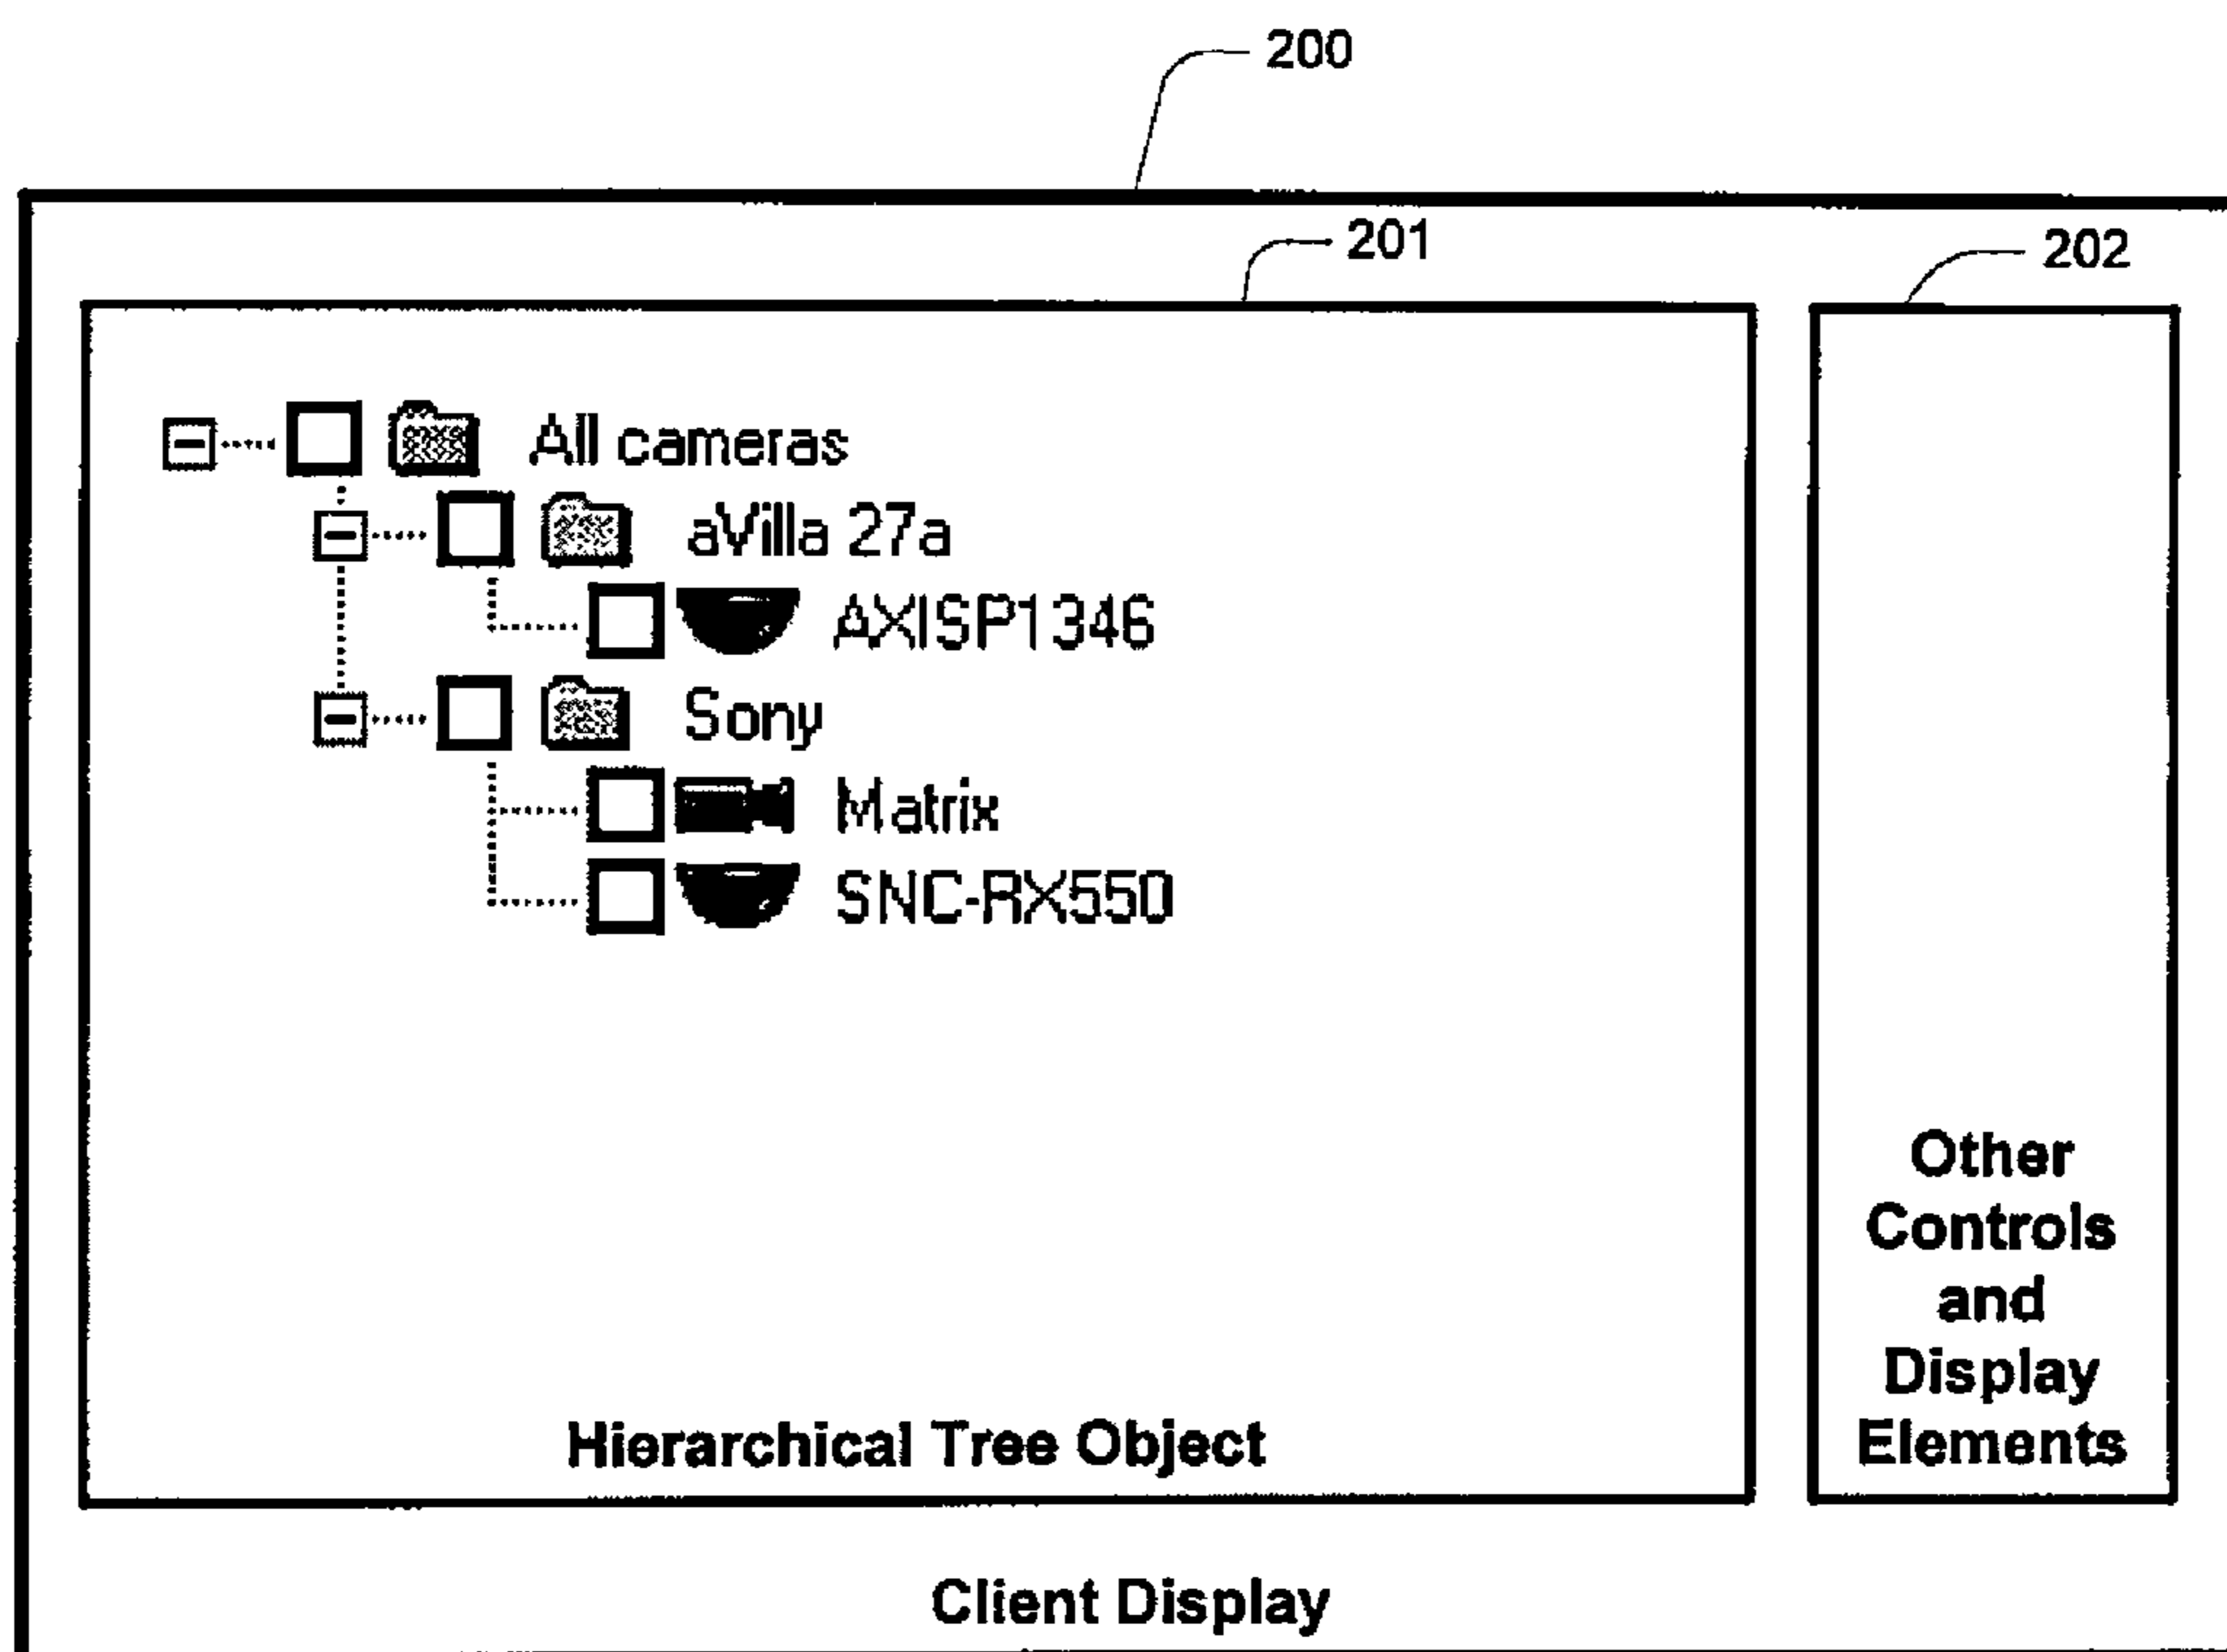 200
201
202
All cameras
aVilla 27a
AXISP1346
Sony
Matrix
SNC-RX550
Hierarchical Tree Object
Other
Controls
and
Display
Elements
Client Display